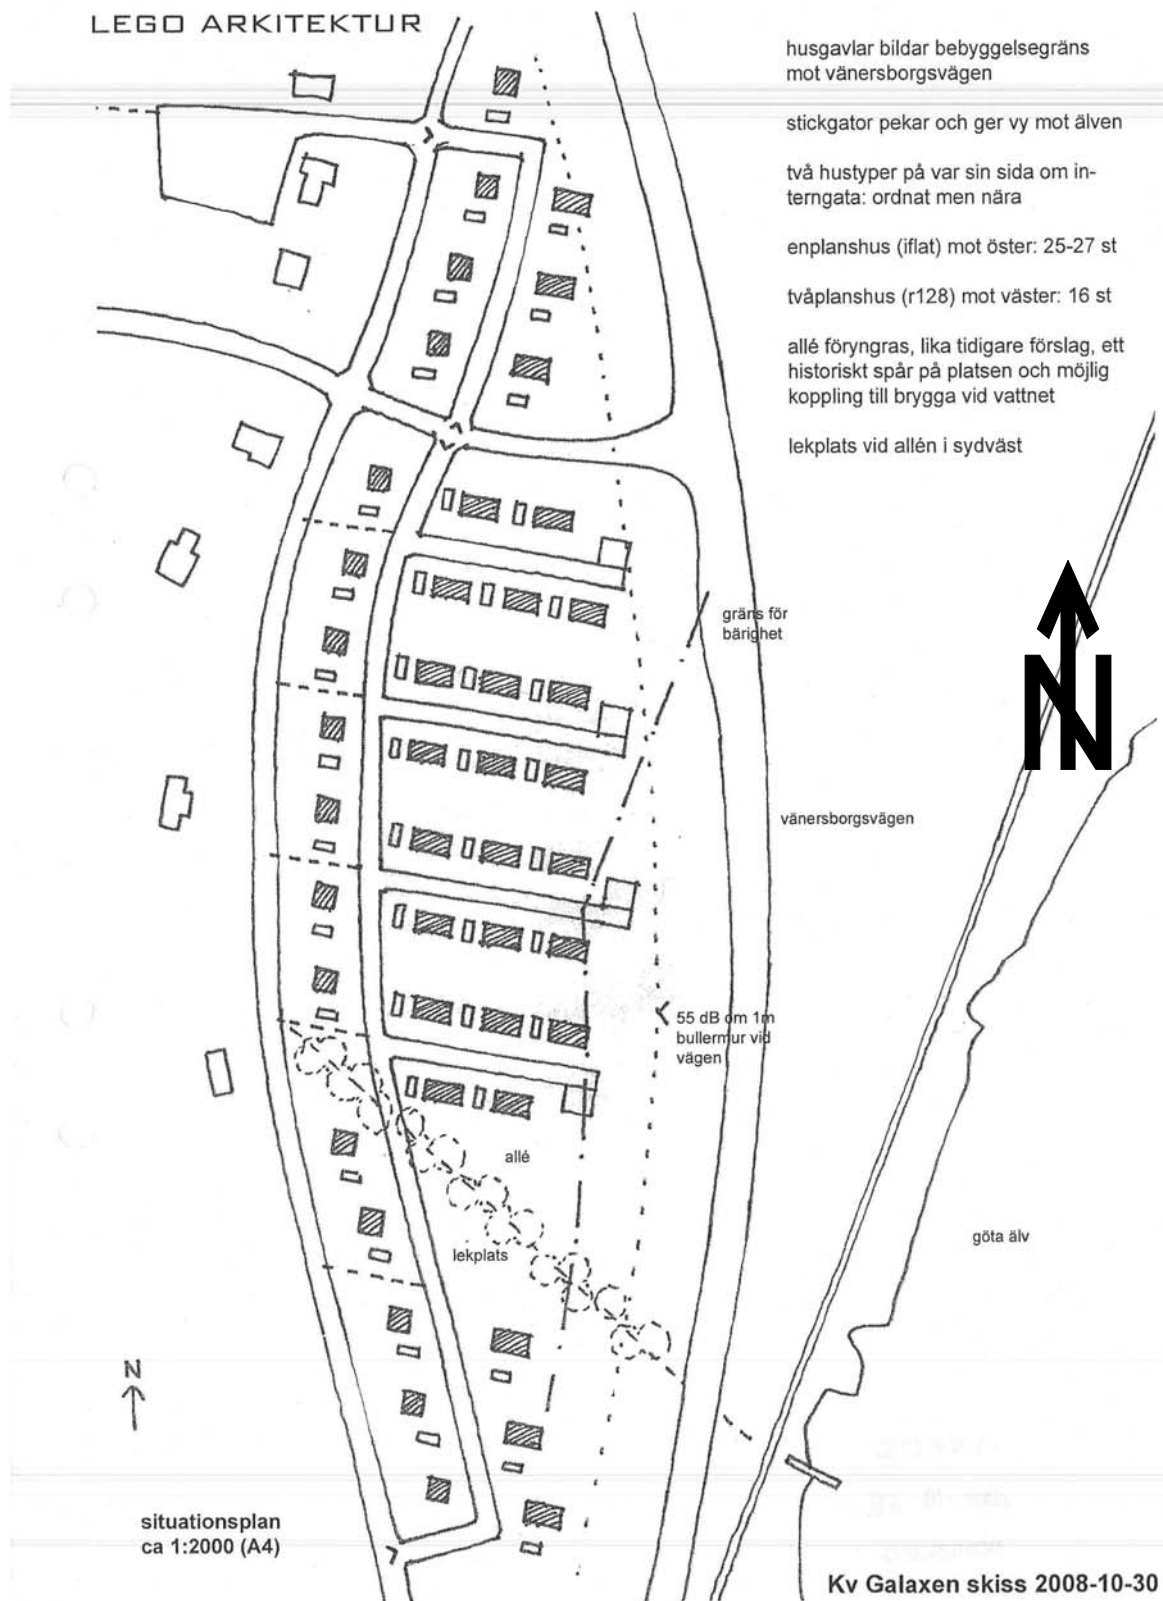 LEGO ARKITEKTUR
husgavlar bildar bebyggelsegräns
mot vänersborgsvägen
stickgator pekar och ger vy mot älven
två hustyper på var sin sida om in-
terngata: ordnat men nära
enplanshus (iflat) mot öster: 25-27 st
tvåplanshus (r128) mot väster: 16 st
allé föryngras, lika tidigare förslag, ett
historiskt spår på platsen och möjlig
koppling till brygga vid vattnet
lekplats vid allén i sydväst
gräns för
bärighet
N
vänersborgsvägen
55 dB om 1m
bullermur vid
vägen
allé
lekplats
göta älv
N
situationsplan
ca 1:2000 (A4)
Kv Galaxen skiss 2008-10-30